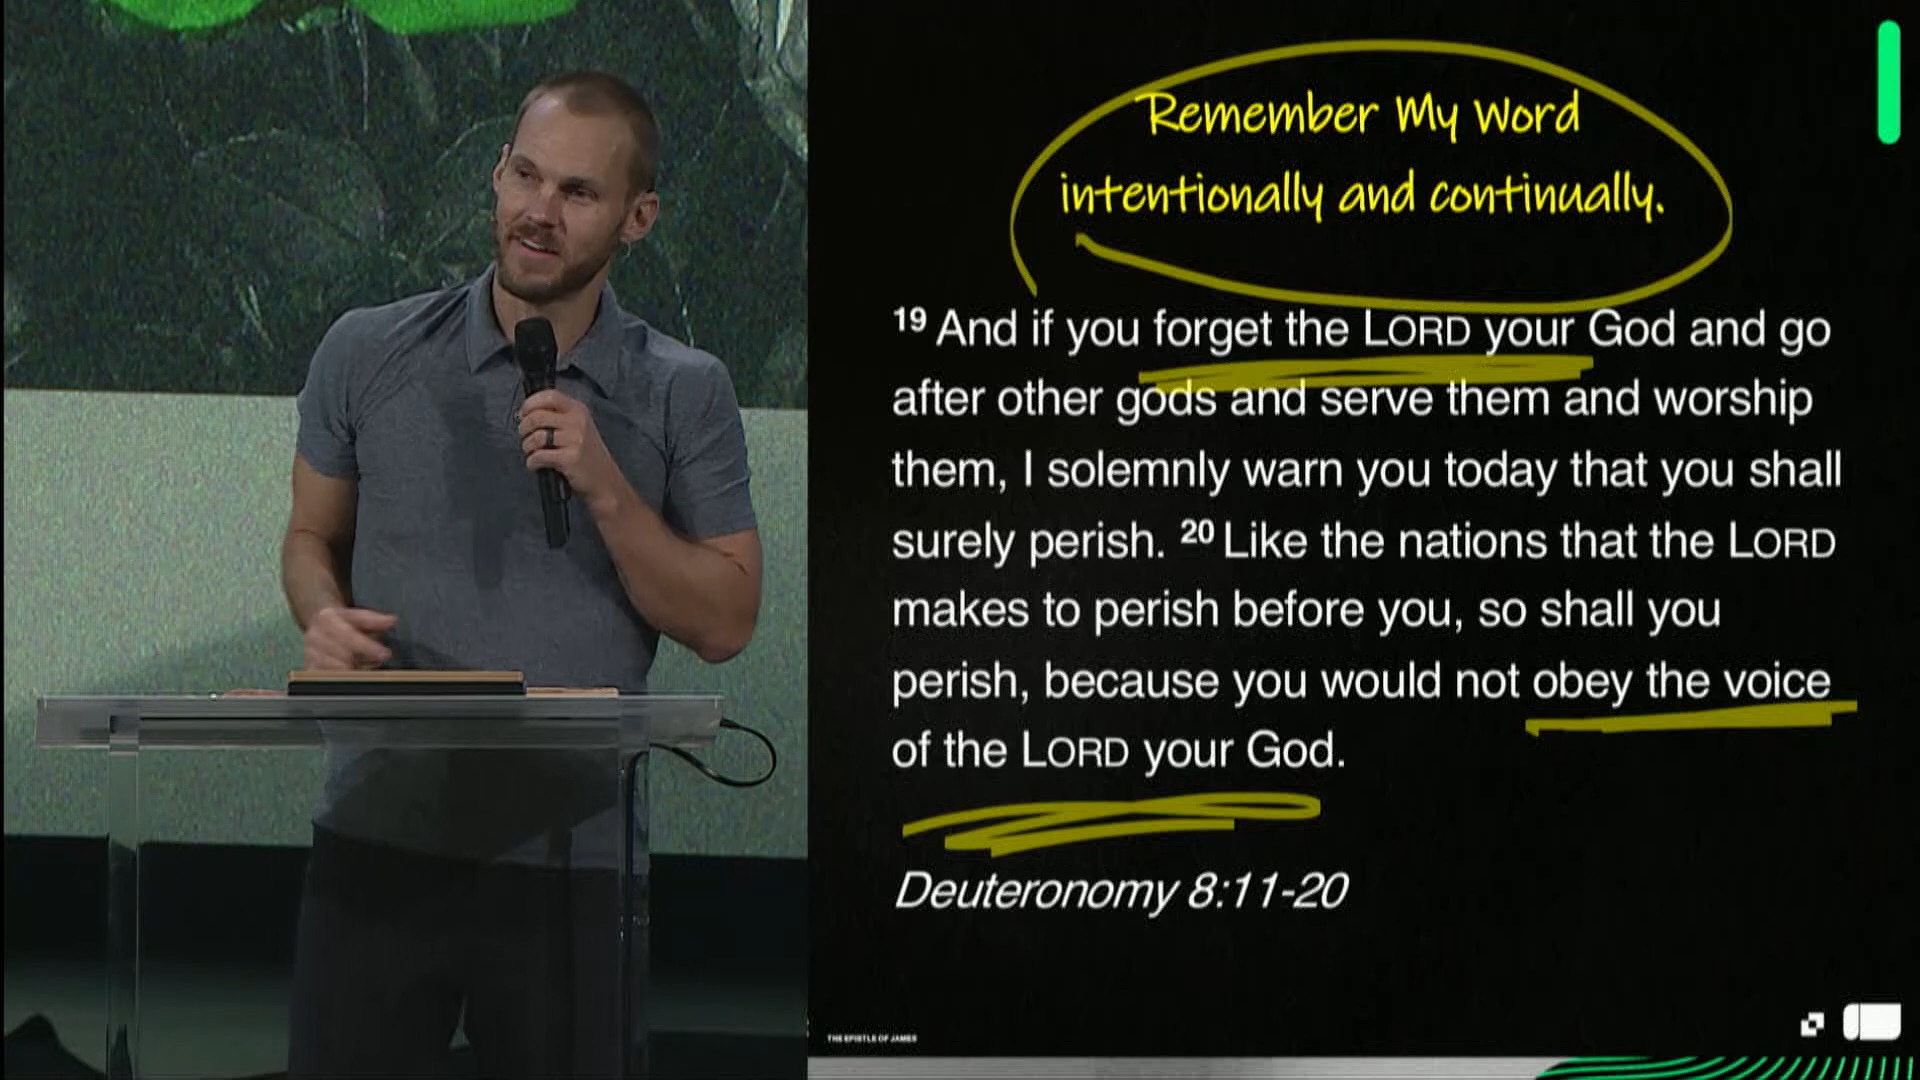 Remember My Word
intentionally and continually.
19 And if you forget the LORD your God and go
after other gods and serve them and worship
them, I solemnly warn you today that you shall
surely perish. 20 Like the nations that the LORD
makes to perish before you, so shall you
perish, because you would not obey the voice
of the LORD your God.
Deuteronomy 8:11-20
THE EPISTLE OF JAMES